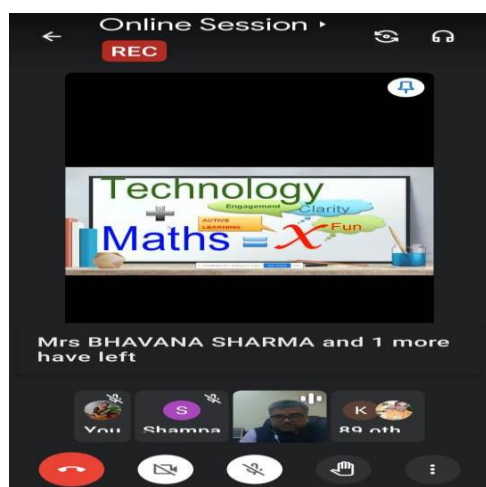 Online Session
REC
Technology
Engagement
Clarity
+
ACTIVE
LEARNING
Fun
Maths = X
Mrs BHAVANA SHARMA and 1 more
have left
S
K
You
Shampa
89 oth